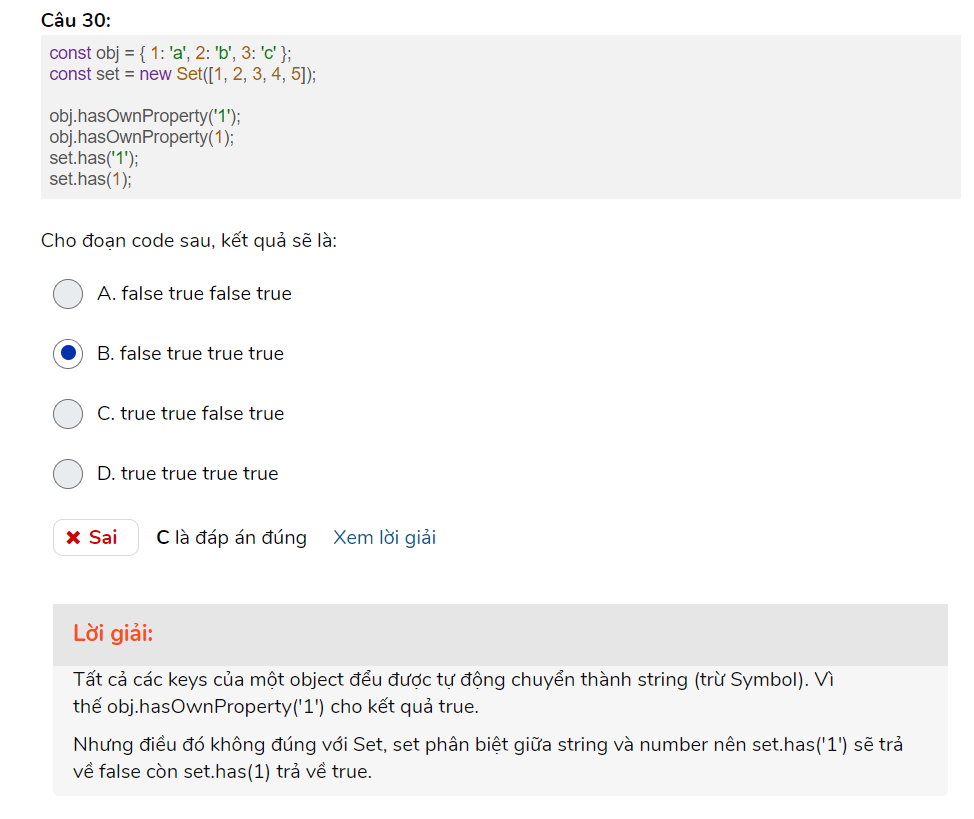 Câu 30:
const obj = { 1: 'a', 2: 'b', 3: 'c' };
const set = new Set([1, 2, 3, 4, 5]);
obj.hasOwnProperty('1');
obj.hasOwnProperty(1);
set.has('1');
set.has(1);
Cho đoạn code sau, kết quả sẽ là:
A. false true false true
B. false true true true
C. true true false true
D. true true true true
✖ Sai C là đáp án đúng Xem lời giải
Lời giải:
Tất cả các keys của một object đểu được tự động chuyển thành string (trừ Symbol). Vì
thế obj.hasOwnProperty('1') cho kết quả true.
Nhưng điều đó không đúng với Set, set phân biệt giữa string và number nên set.has('1') sẽ trả
về false còn set.has(1) trả về true.